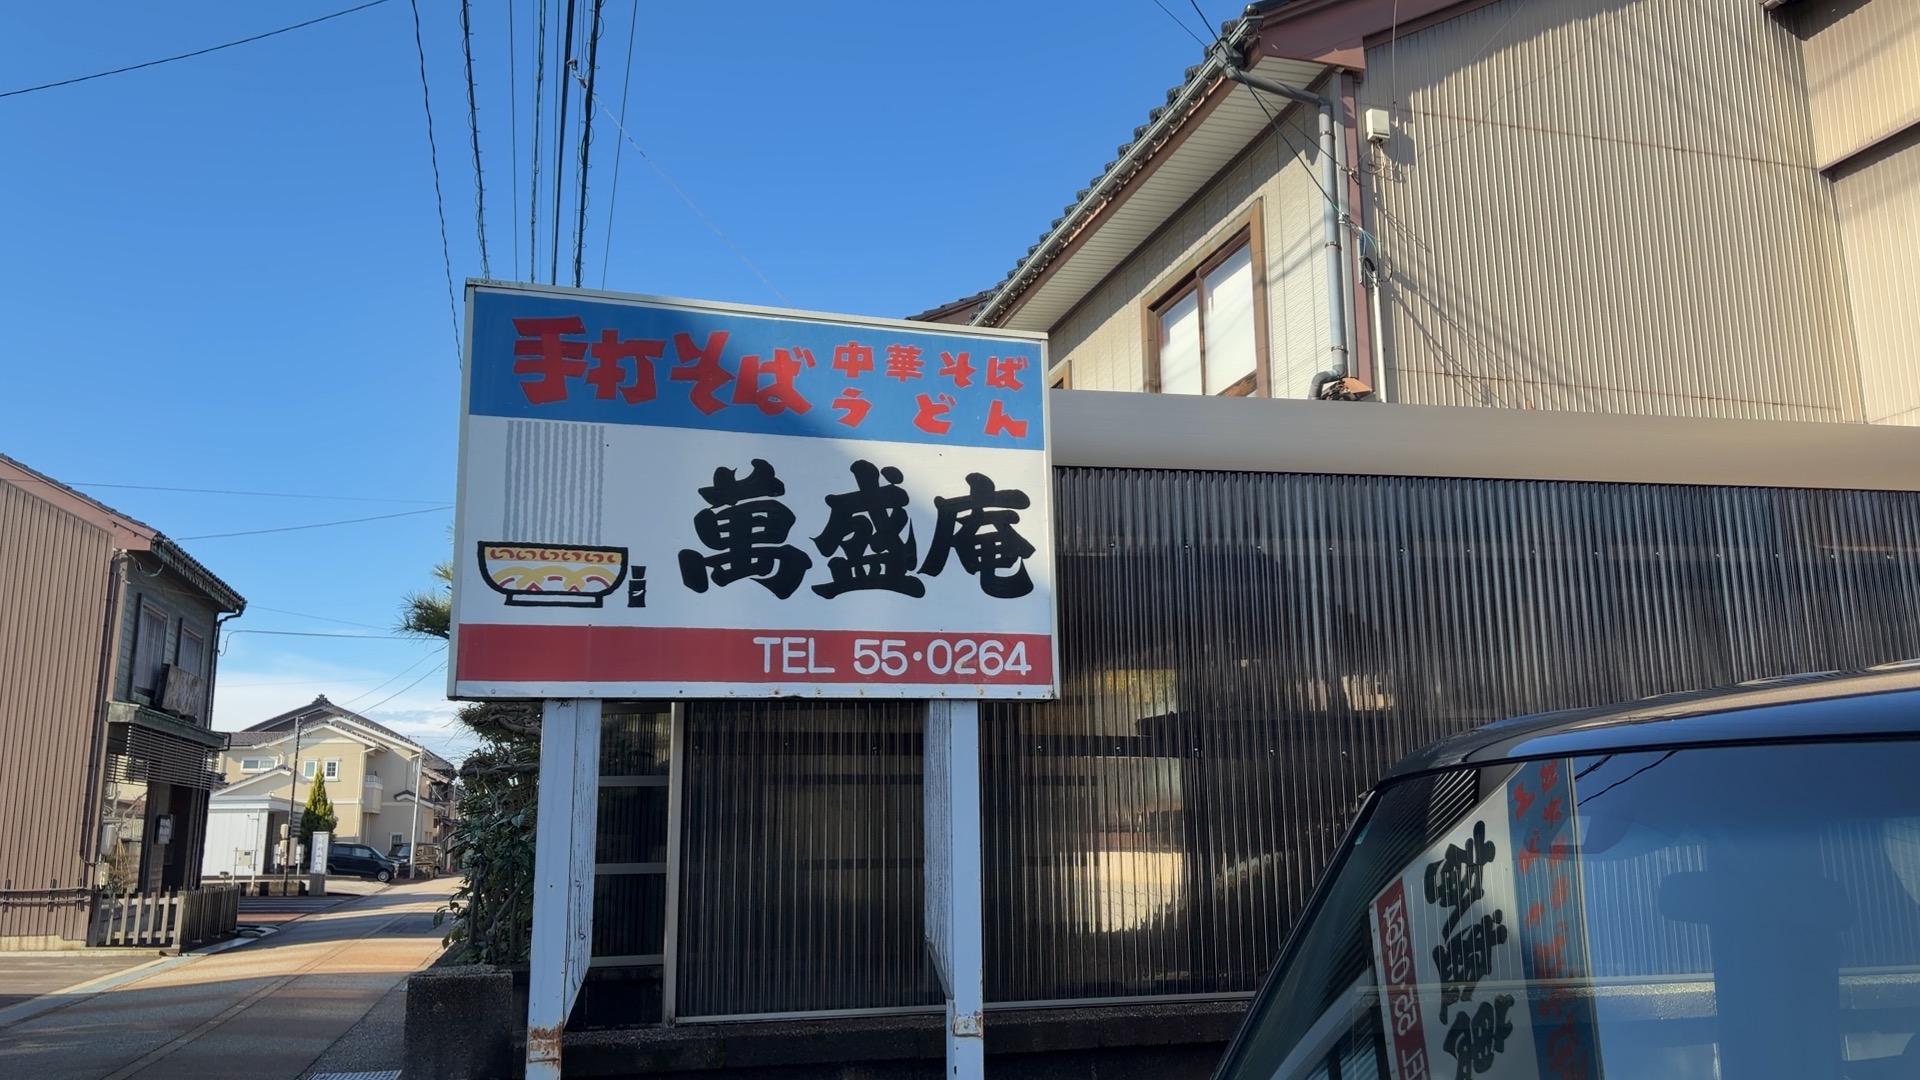 手打そば 中華そば
うどん
萬盛庵
TEL 55・0264